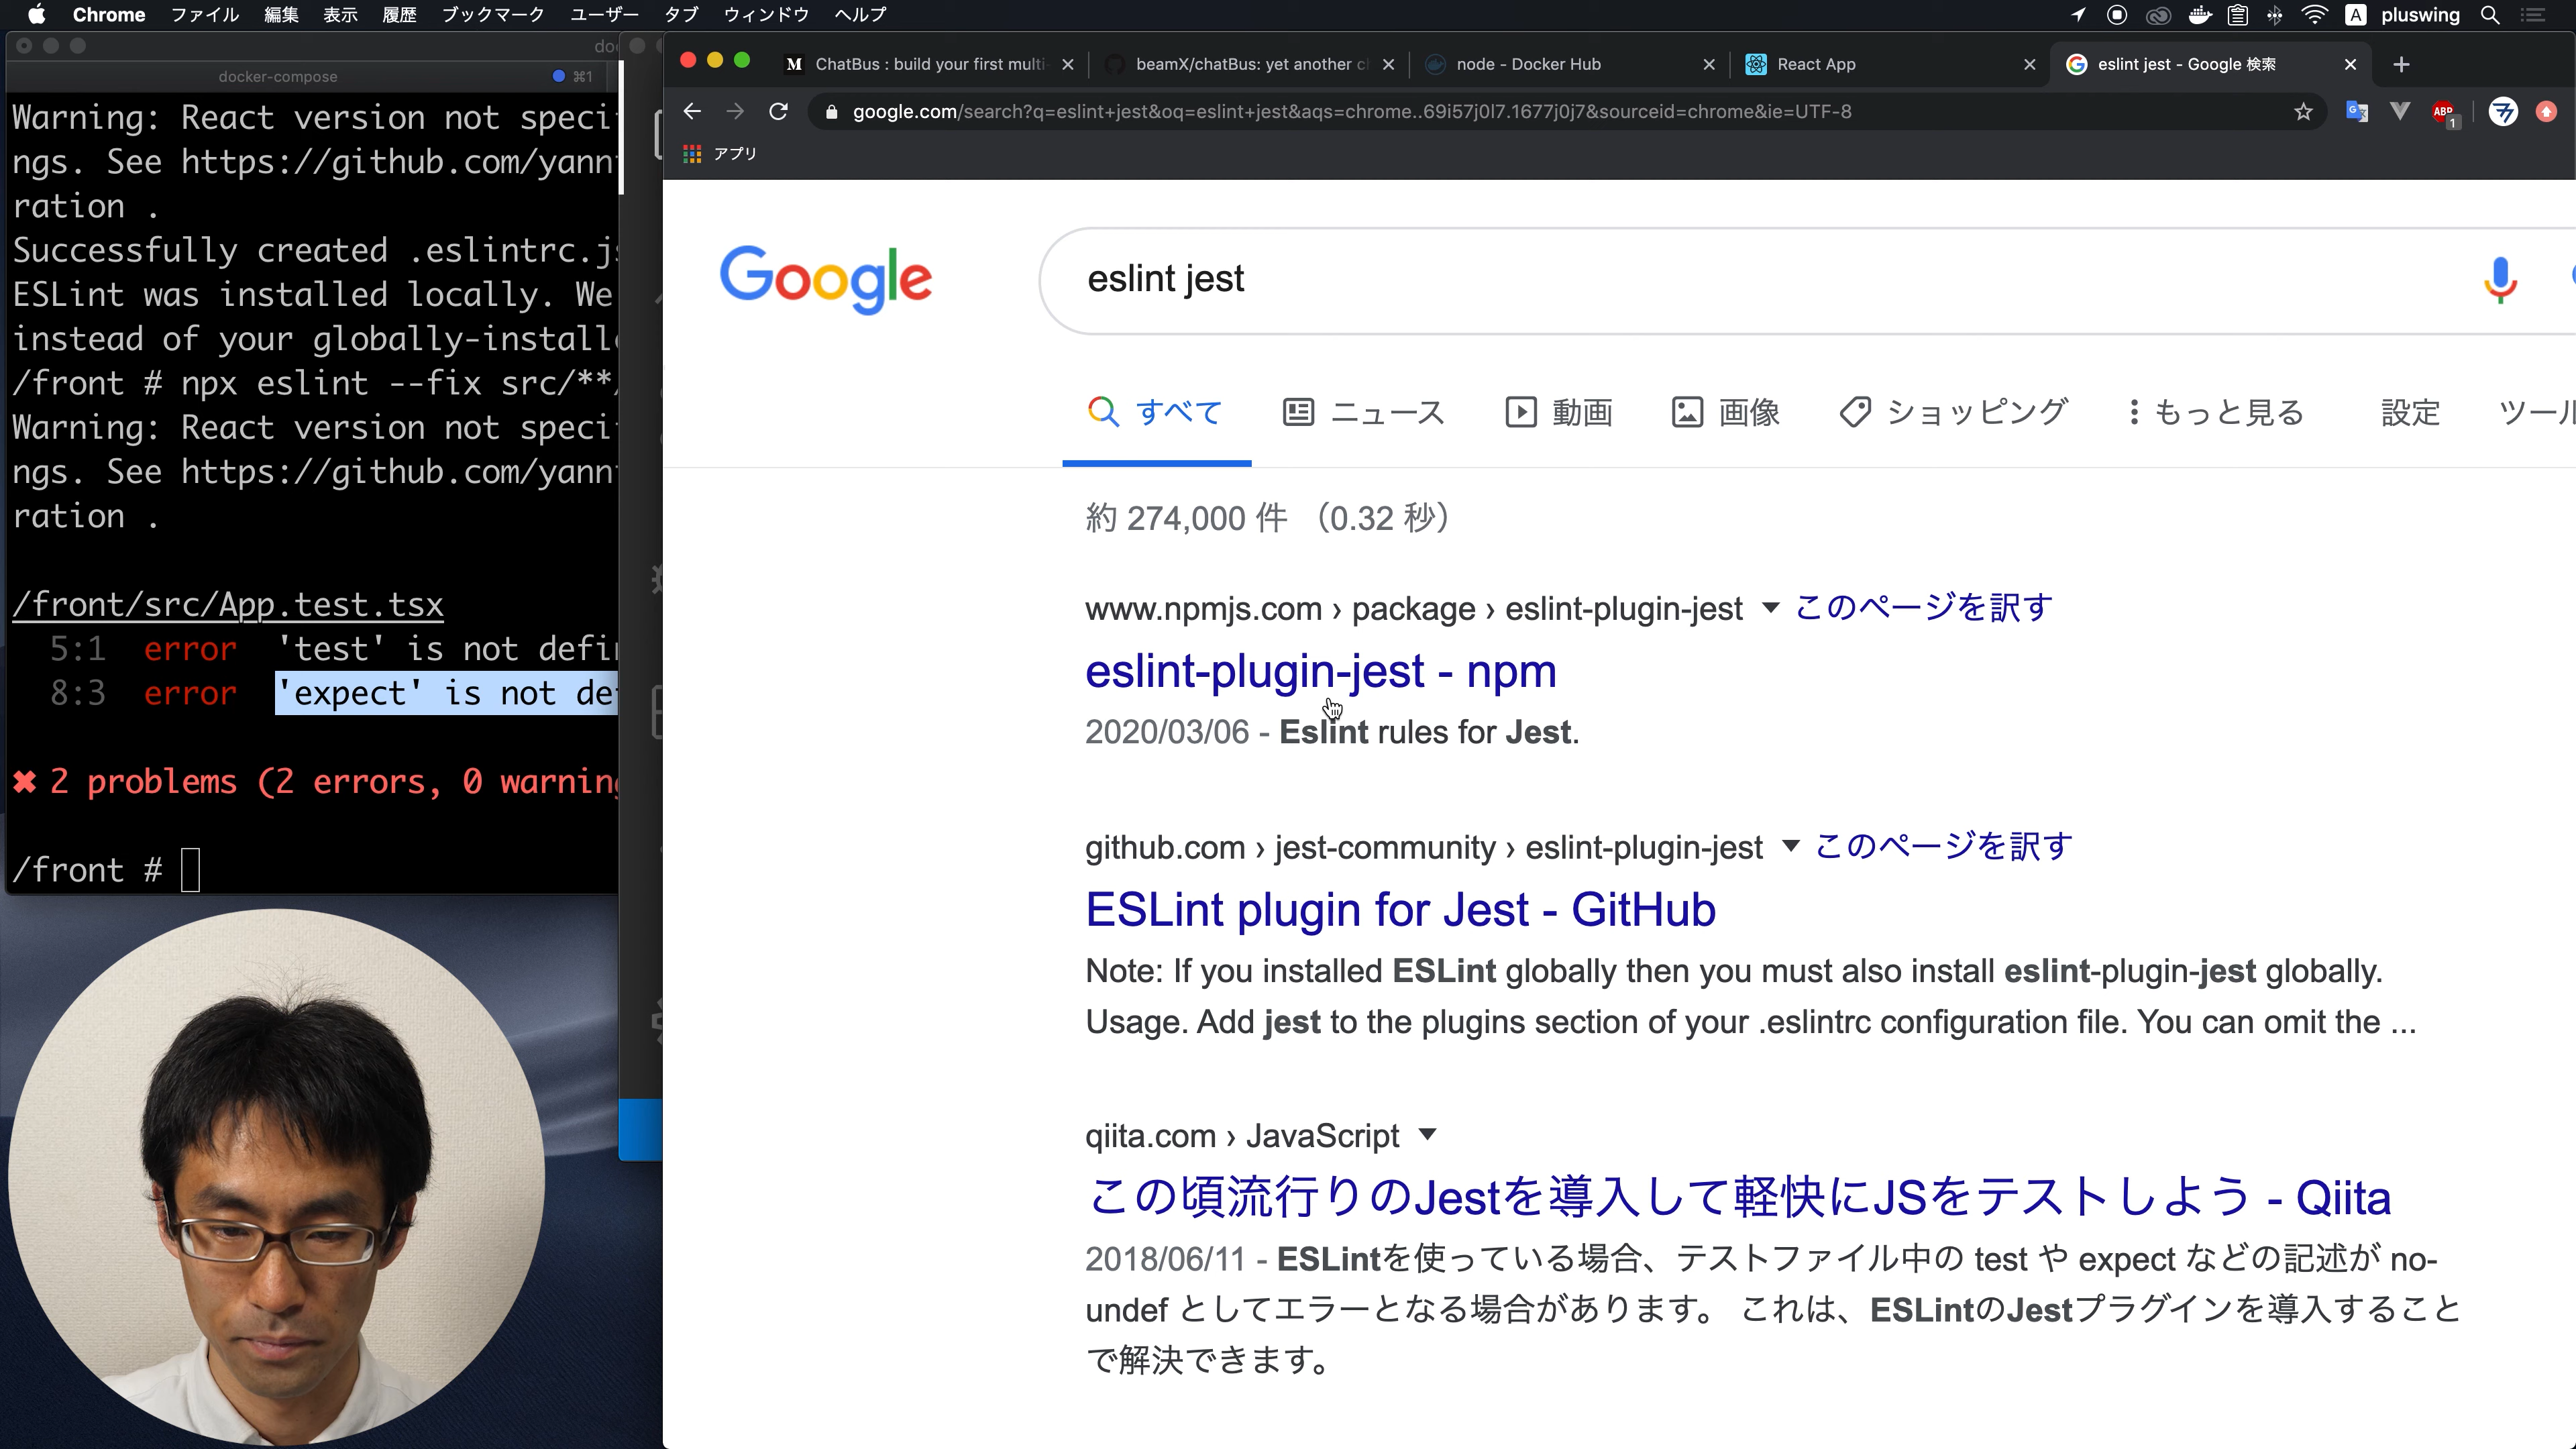 Chrome ファイル 編集 表示 履歴 ブックマーク ユーザー タブ ウィンドウ ヘルプ A pluswing
docker-compose ⌘1
Warning: React version not speci
ngs. See https://github.com/yann
ration .
Successfully created .eslintrc.js
ESLint was installed locally. We
instead of your globally-install
/front # npx eslint --fix src/**/
Warning: React version not speci
ngs. See https://github.com/yann
ration .
/front/src/App.test.tsx
5:1 error 'test' is not defi
8:3 error 'expect' is not de
✖ 2 problems (2 errors, 0 warnin
/front #
M ChatBus : build your first multi- beamX/chatBus: yet another c node - Docker Hub React App eslint jest - Google 検索
google.com/search?q=eslint+jest&oq=eslint+jest&aqs=chrome..69i57j0l7.1677j0j7&sourceid=chrome&ie=UTF-8 ABP 1
アプリ
Google eslint jest
すべて ニュース 動画 画像 ショッピング もっと見る 設定 ツール
約 274,000 件 （0.32 秒）
www.npmjs.com › package › eslint-plugin-jest ▼ このページを訳す
eslint-plugin-jest - npm
2020/03/06 - Eslint rules for Jest.
github.com › jest-community › eslint-plugin-jest ▼ このページを訳す
ESLint plugin for Jest - GitHub
Note: If you installed ESLint globally then you must also install eslint-plugin-jest globally.
Usage. Add jest to the plugins section of your .eslintrc configuration file. You can omit the ...
qiita.com › JavaScript ▼
この頃流行りのJestを導入して軽快にJSをテストしよう - Qiita
2018/06/11 - ESLintを使っている場合、テストファイル中の test や expect などの記述が no-
undef としてエラーとなる場合があります。 これは、ESLintのJestプラグインを導入すること
で解決できます。